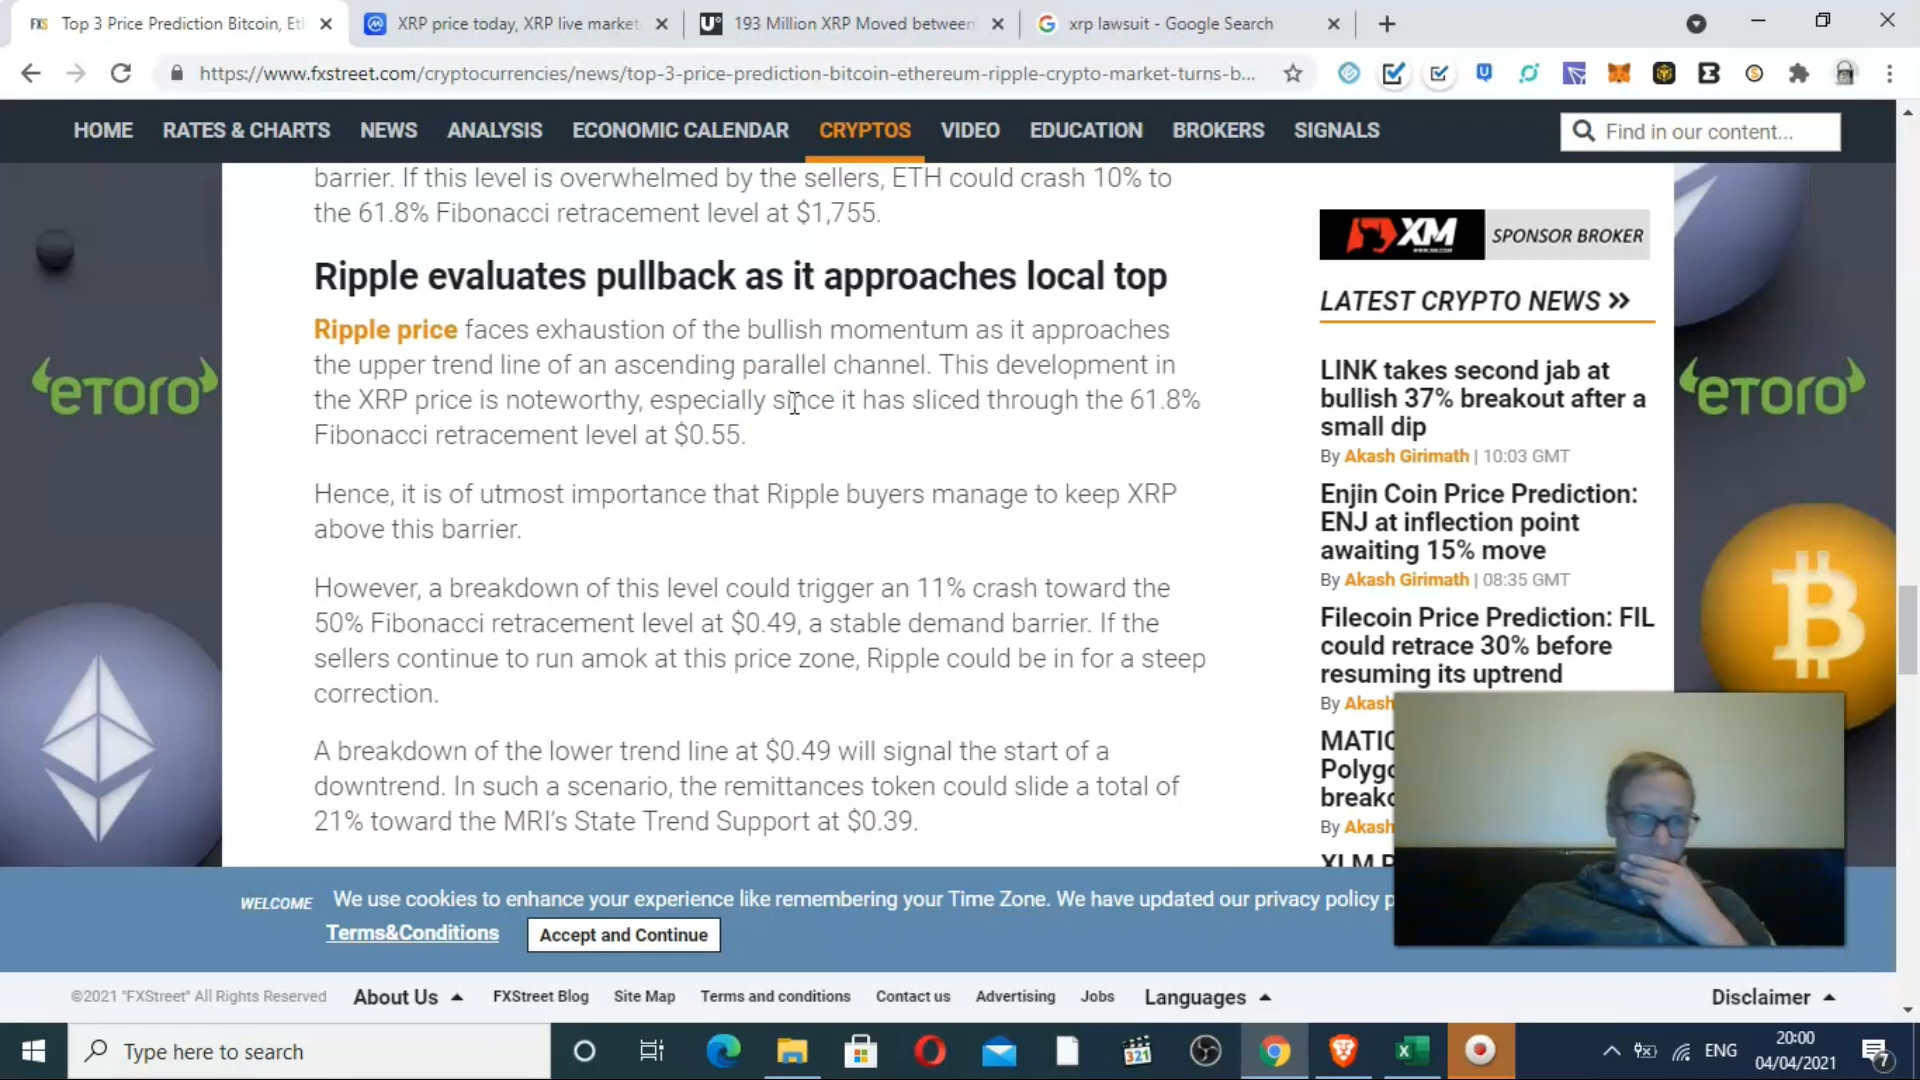 FXS Top 3 Price Prediction Bitcoin, Eth
XRP price today, XRP live market
193 Million XRP Moved between
xrp lawsuit - Google Search
https://www.fxstreet.com/cryptocurrencies/news/top-3-price-prediction-bitcoin-ethereum-ripple-crypto-market-turns-b...
HOME RATES & CHARTS NEWS ANALYSIS ECONOMIC CALENDAR CRYPTOS VIDEO EDUCATION BROKERS SIGNALS
Find in our content...
barrier. If this level is overwhelmed by the sellers, ETH could crash 10% to
the 61.8% Fibonacci retracement level at $1,755.
Ripple evaluates pullback as it approaches local top
Ripple price faces exhaustion of the bullish momentum as it approaches
the upper trend line of an ascending parallel channel. This development in
the XRP price is noteworthy, especially since it has sliced through the 61.8%
Fibonacci retracement level at $0.55.
Hence, it is of utmost importance that Ripple buyers manage to keep XRP
above this barrier.
However, a breakdown of this level could trigger an 11% crash toward the
50% Fibonacci retracement level at $0.49, a stable demand barrier. If the
sellers continue to run amok at this price zone, Ripple could be in for a steep
correction.
A breakdown of the lower trend line at $0.49 will signal the start of a
downtrend. In such a scenario, the remittances token could slide a total of
21% toward the MRI's State Trend Support at $0.39.
eToro
eToro
XM SPONSOR BROKER
www.xm.com
LATEST CRYPTO NEWS
LINK takes second jab at
bullish 37% breakout after a
small dip
By Akash Girimath | 10:03 GMT
Enjin Coin Price Prediction:
ENJ at inflection point
awaiting 15% move
By Akash Girimath | 08:35 GMT
Filecoin Price Prediction: FIL
could retrace 30% before
resuming its uptrend
By Akash
MATIC
Polygo
breako
By Akash
XLM P
WELCOME We use cookies to enhance your experience like remembering your Time Zone. We have updated our privacy policy p
Terms&Conditions
Accept and Continue
©2021 "FXStreet" All Rights Reserved About Us FXStreet Blog Site Map Terms and conditions Contact us Advertising Jobs Languages Disclaimer
Type here to search
321
ENG
20:00
04/04/2021
7